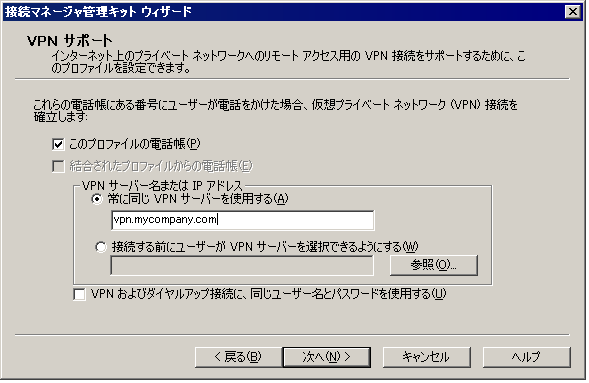 接続マネージャ管理キット ウィザード
VPN サポート
インターネット上のプライベート ネットワークへのリモート アクセス用の VPN 接続をサポートするために、こ
のプロファイルを設定できます。
これらの電話帳にある番号にユーザーが電話をかけた場合、仮想プライベート ネットワーク (VPN) 接続を
確立します:
このプロファイルの電話帳(P)
結合されたプロファイルからの電話帳(E)
VPN サーバー名または IP アドレス
常に同じ VPN サーバーを使用する(A)
vpn.mycompany.com
接続する前にユーザーが VPN サーバーを選択できるようにする(W)
参照(O)...
VPN およびダイヤルアップ接続に、同じユーザー名とパスワードを使用する(U)
< 戻る(B) 次へ(N) > キャンセル ヘルプ